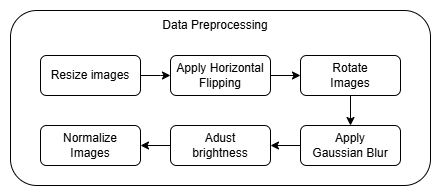 Data Preprocessing
Resize images
Apply Horizontal
Flipping
Rotate
Images
Apply
Gaussian Blur
Adust
brightness
Normalize
Images